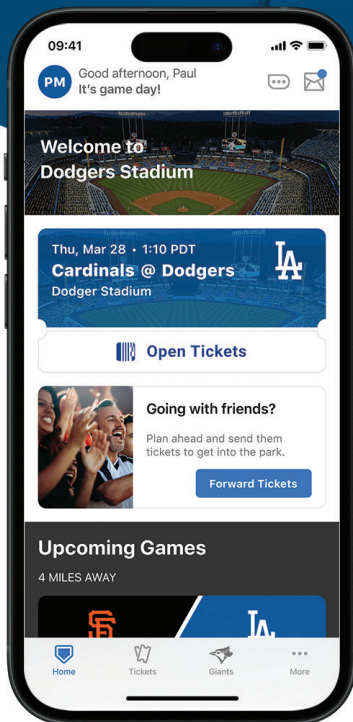 09:41
PM
Good afternoon, Paul
It's game day!
Welcome to
Dodgers Stadium
Thu, Mar 28 • 1:10 PDT
Cardinals @ Dodgers
Dodger Stadium
LA
Open Tickets
Going with friends?
Plan ahead and send them
tickets to get into the park.
Forward Tickets
Upcoming Games
4 MILES AWAY
SF
LA
Home
Tickets
Giants
More